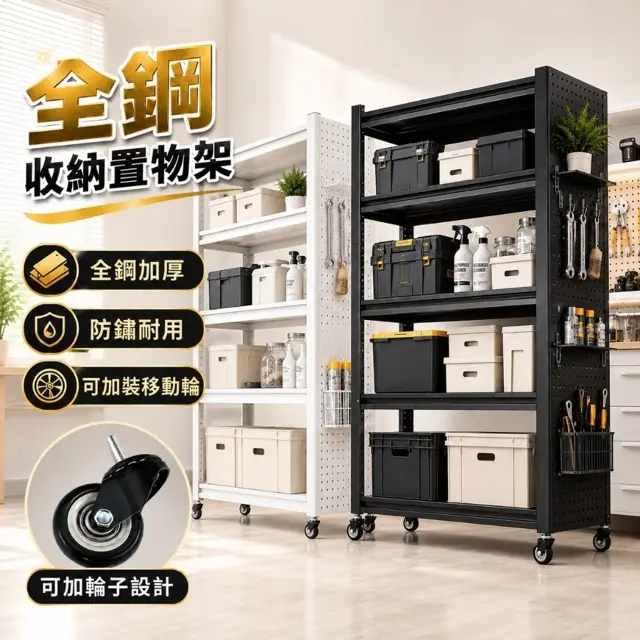 全鋼
收納置物架
全鋼加厚
防鏽耐用
可加裝移動輪
可加輪子設計